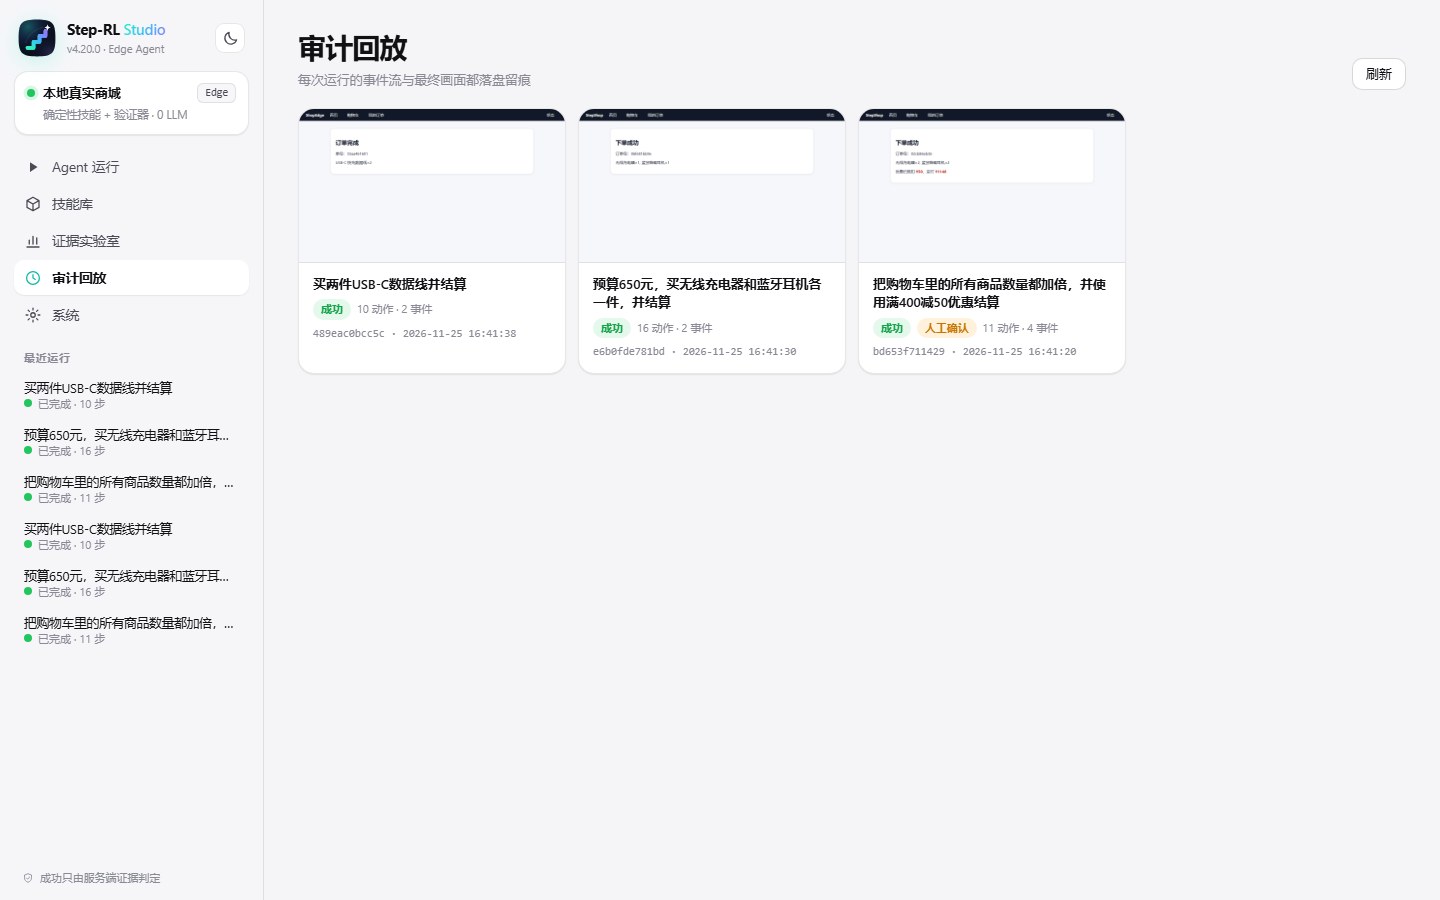 Step-RL Studio
v4.20.0 · Edge Agent
本地真实商城
Edge
确定性技能 + 验证器 · 0 LLM
Agent 运行
技能库
证据实验室
审计回放
系统
最近运行
买两件USB-C数据线并结算
已完成 · 10 步
预算650元，买无线充电器和蓝牙耳...
已完成 · 16 步
把购物车里的所有商品数量都加倍，...
已完成 · 11 步
买两件USB-C数据线并结算
已完成 · 10 步
预算650元，买无线充电器和蓝牙耳...
已完成 · 16 步
把购物车里的所有商品数量都加倍，...
已完成 · 11 步
成功只由服务端证据判定
审计回放
每次运行的事件流与最终画面都落盘留痕
刷新
订单完成
买两件USB-C数据线并结算
成功 10 动作 · 2 事件
489eac0bcc5c · 2026-11-25 16:41:38
下单成功
预算650元，买无线充电器和蓝牙耳机各
一件，并结算
成功 16 动作 · 2 事件
e6b0fde781bd · 2026-11-25 16:41:30
下单成功
把购物车里的所有商品数量都加倍，并使
用满400减50优惠结算
成功 人工确认 11 动作 · 4 事件
bd653f711429 · 2026-11-25 16:41:20